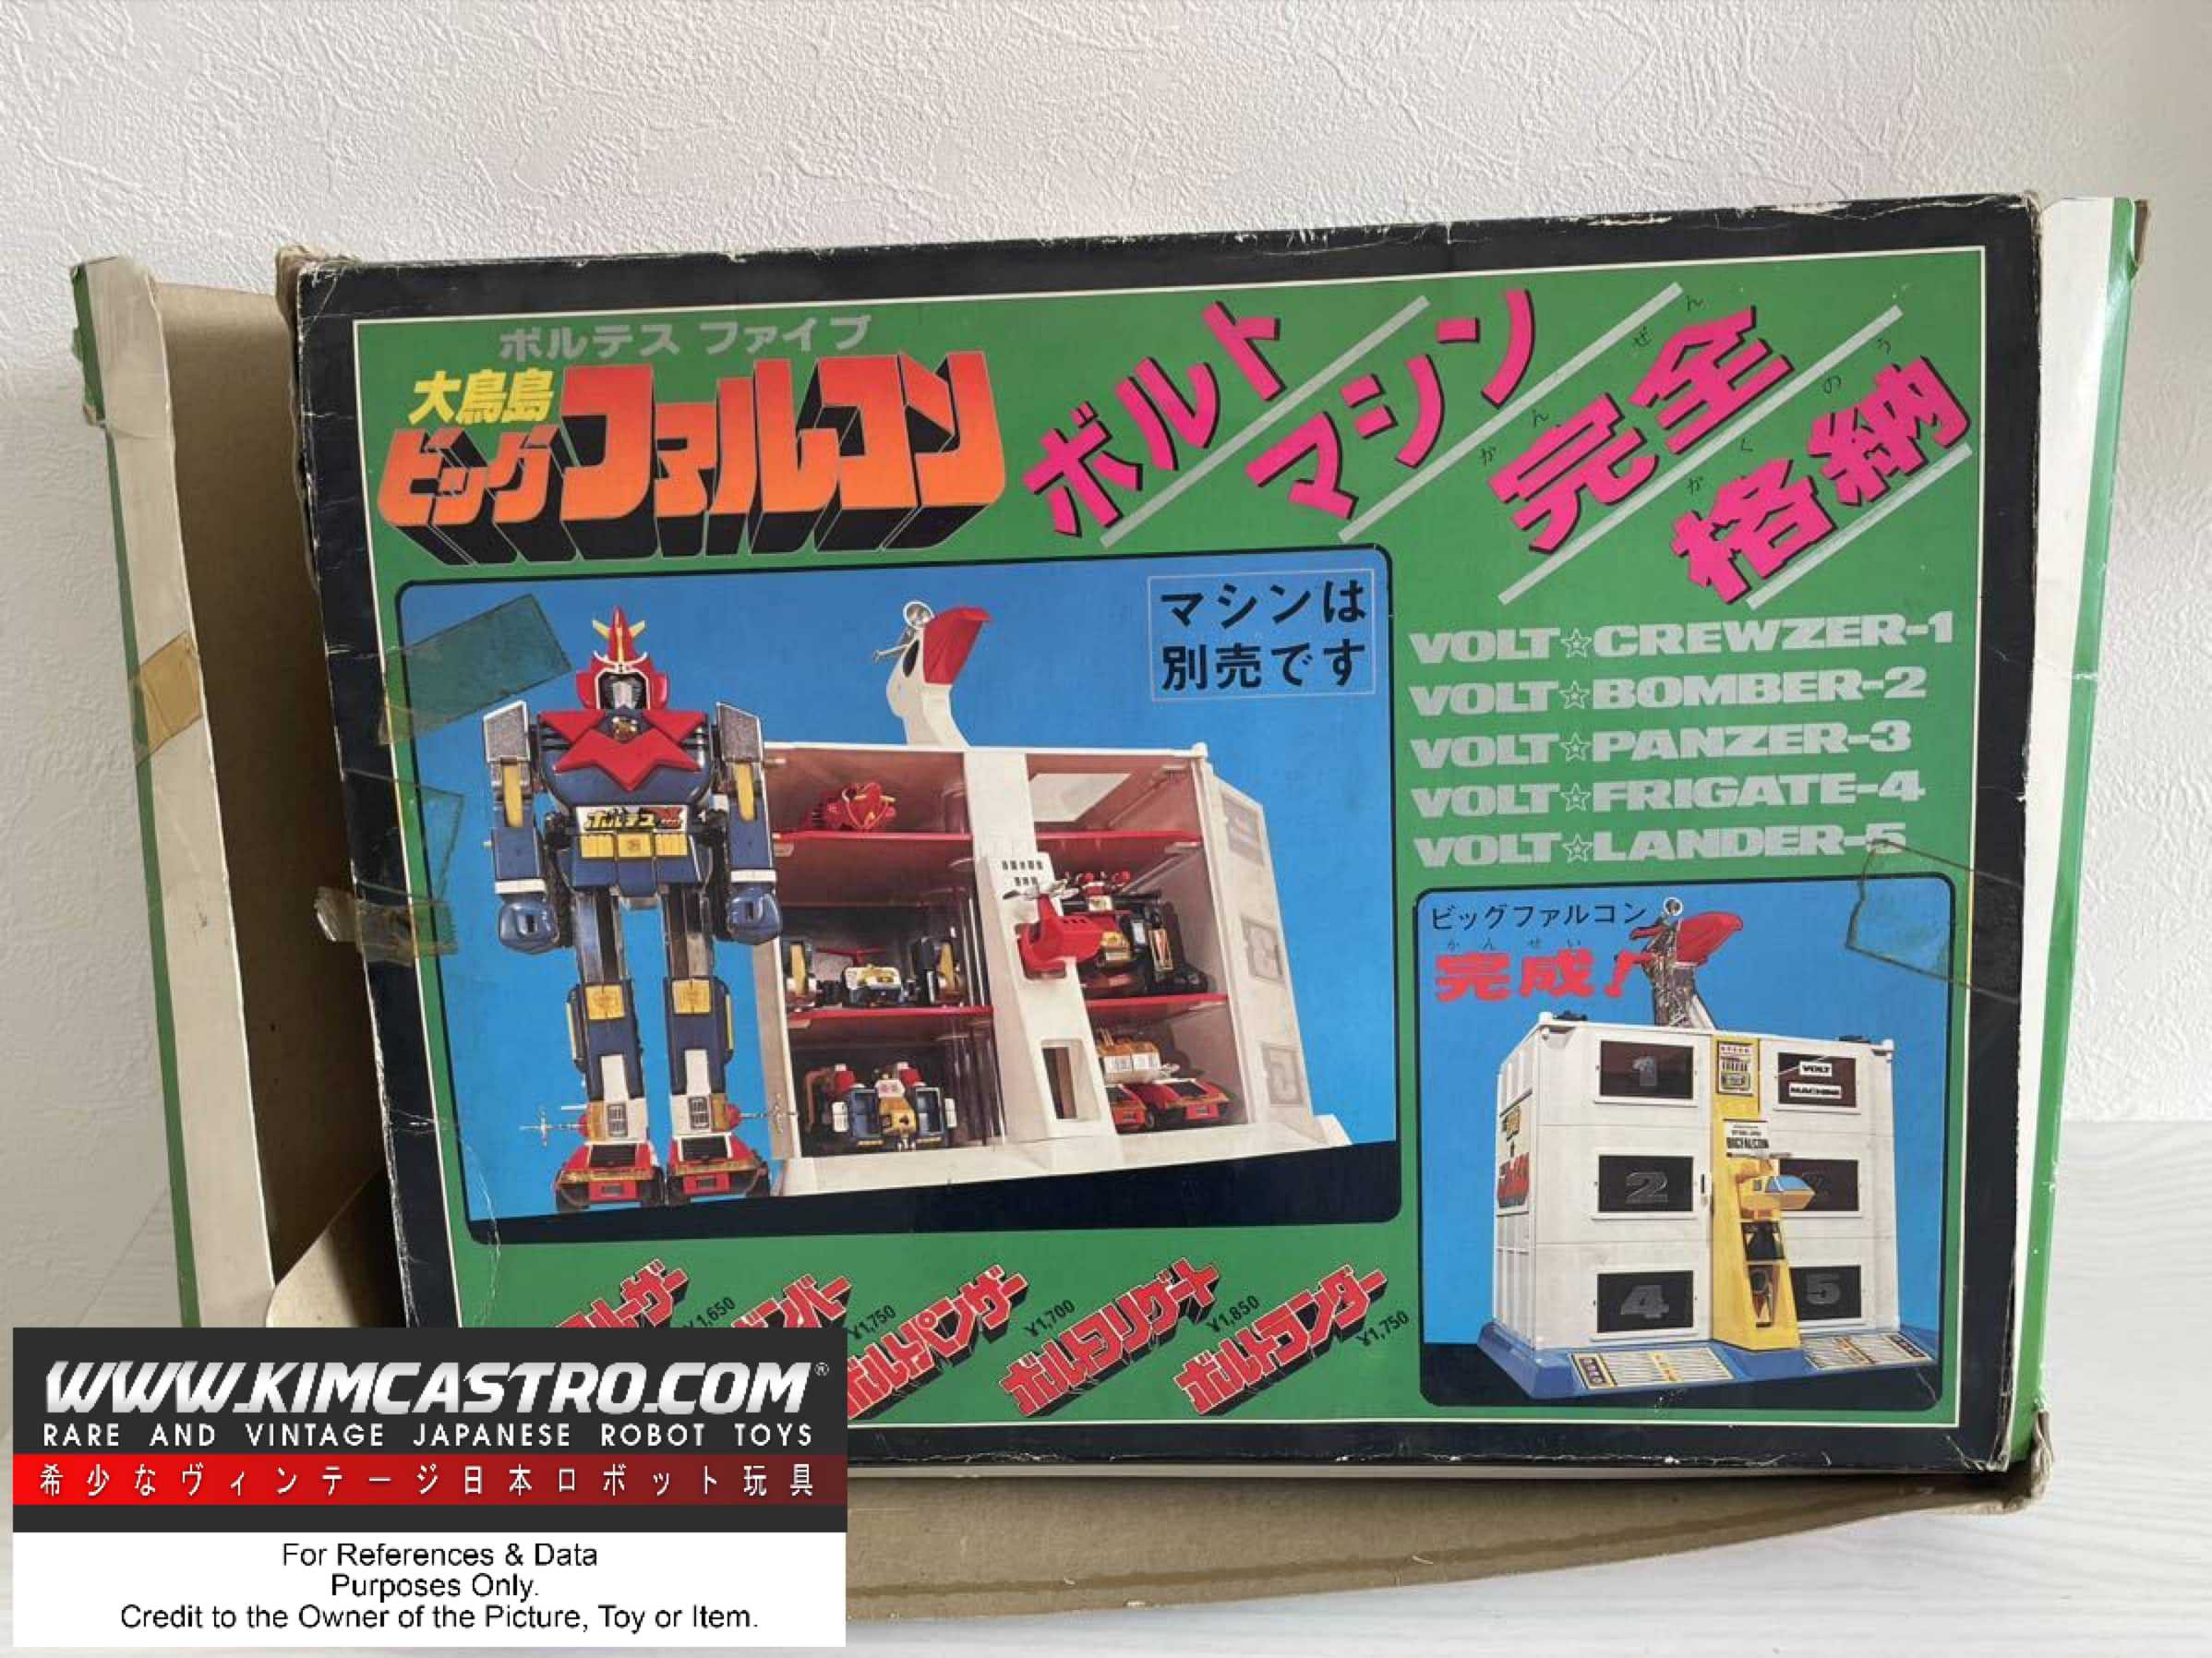 ボルテス ファイブ
大鳥島
ビッグファルコン
ボルト
マシン
完全
かんぜん
格納
かくのう
マシンは
別売です
VOLT☆CREWZER-1
VOLT☆BOMBER-2
VOLT☆PANZER-3
VOLT☆FRIGATE-4
VOLT☆LANDER-5
ボルテス
ビッグファルコン
かんせい
完成!
1
VOLT
MACHINE
BIG FALCON
2
4
5
¥1,650
¥1,750
ボルトパンザー
¥1,700
ボルトフリゲート
¥1,850
ボルトランダー
¥1,750
WWW.KIMCASTRO.COM®
RARE AND VINTAGE JAPANESE ROBOT TOYS
希少なヴィンテージ日本ロボット玩具
For References & Data
Purposes Only.
Credit to the Owner of the Picture, Toy or Item.